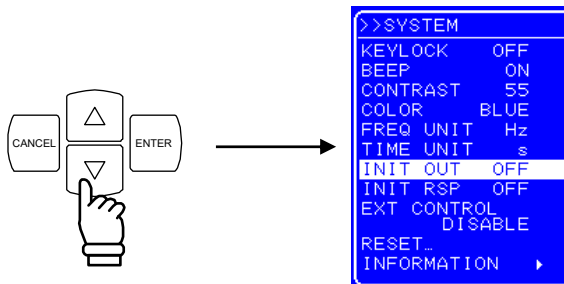 CANCEL
△
▽
ENTER
>>SYSTEM
KEYLOCK OFF
BEEP ON
CONTRAST 55
COLOR BLUE
FREQ UNIT Hz
TIME UNIT s
INIT OUT OFF
INIT RSP OFF
EXT CONTROL
DISABLE
RESET…
INFORMATION ▶